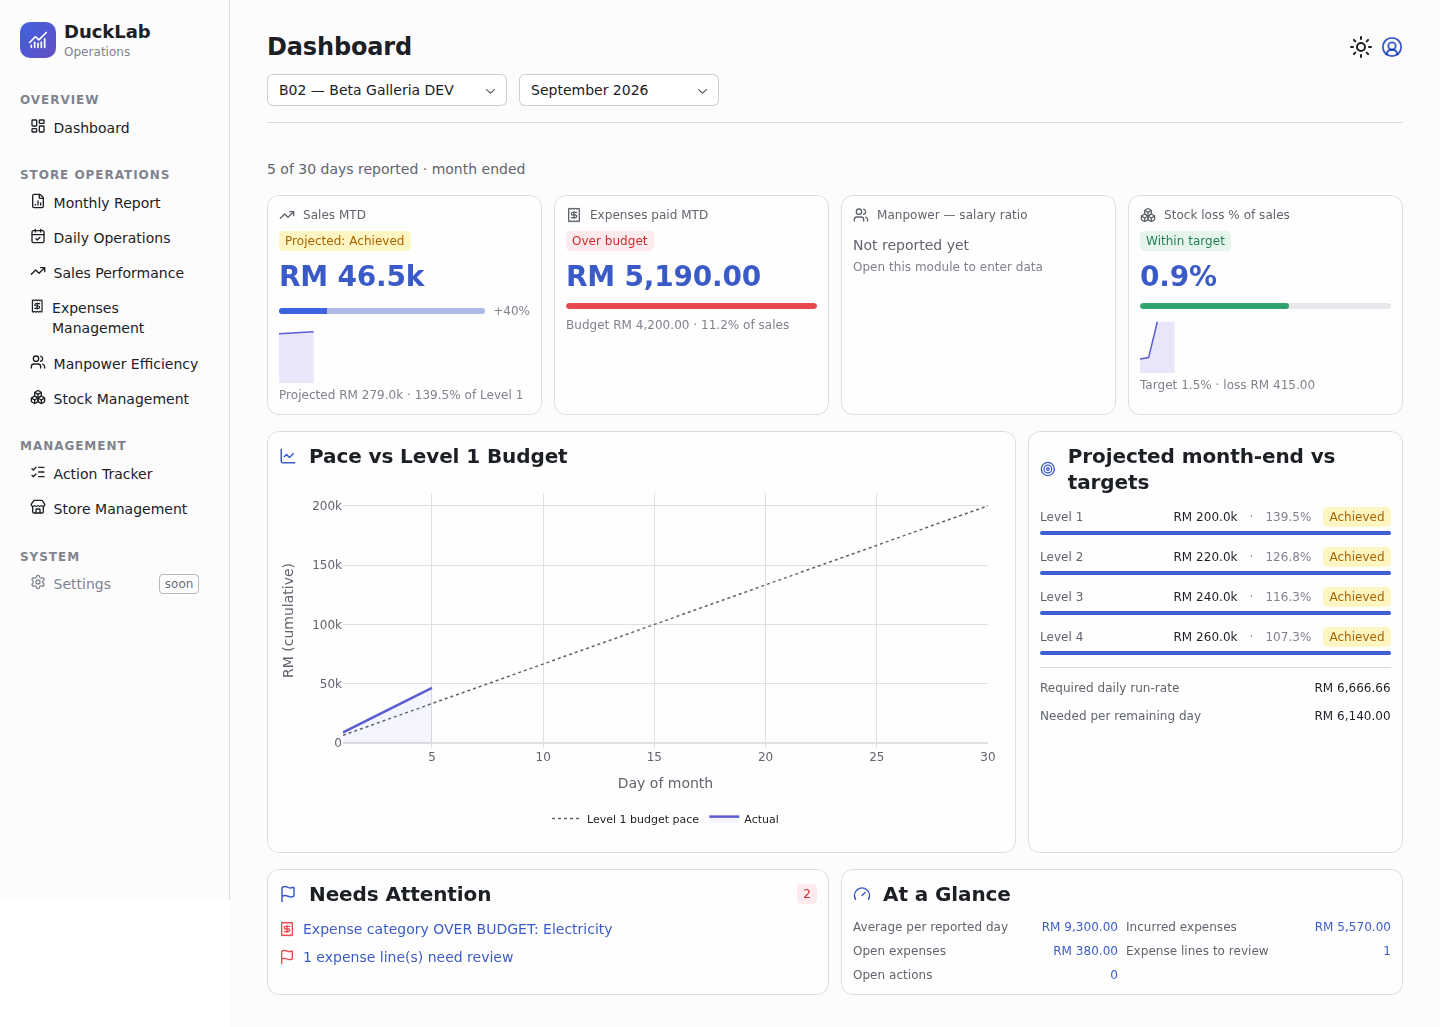 DuckLab
Operations
OVERVIEW
Dashboard
STORE OPERATIONS
Monthly Report
Daily Operations
Sales Performance
Expenses
Management
Manpower Efficiency
Stock Management
MANAGEMENT
Action Tracker
Store Management
SYSTEM
Settings soon
Dashboard
B02 — Beta Galleria DEV September 2026
5 of 30 days reported · month ended
Sales MTD
Projected: Achieved
RM 46.5k
+40%
Projected RM 279.0k · 139.5% of Level 1
Expenses paid MTD
Over budget
RM 5,190.00
Budget RM 4,200.00 · 11.2% of sales
Manpower — salary ratio
Not reported yet
Open this module to enter data
Stock loss % of sales
Within target
0.9%
Target 1.5% · loss RM 415.00
Pace vs Level 1 Budget
RM (cumulative)
200k
150k
100k
50k
0
5 10 15 20 25 30
Day of month
Level 1 budget pace Actual
Projected month-end vs
targets
Level 1 RM 200.0k · 139.5% Achieved
Level 2 RM 220.0k · 126.8% Achieved
Level 3 RM 240.0k · 116.3% Achieved
Level 4 RM 260.0k · 107.3% Achieved
Required daily run-rate RM 6,666.66
Needed per remaining day RM 6,140.00
Needs Attention 2
Expense category OVER BUDGET: Electricity
1 expense line(s) need review
At a Glance
Average per reported day RM 9,300.00 Incurred expenses RM 5,570.00
Open expenses RM 380.00 Expense lines to review 1
Open actions 0